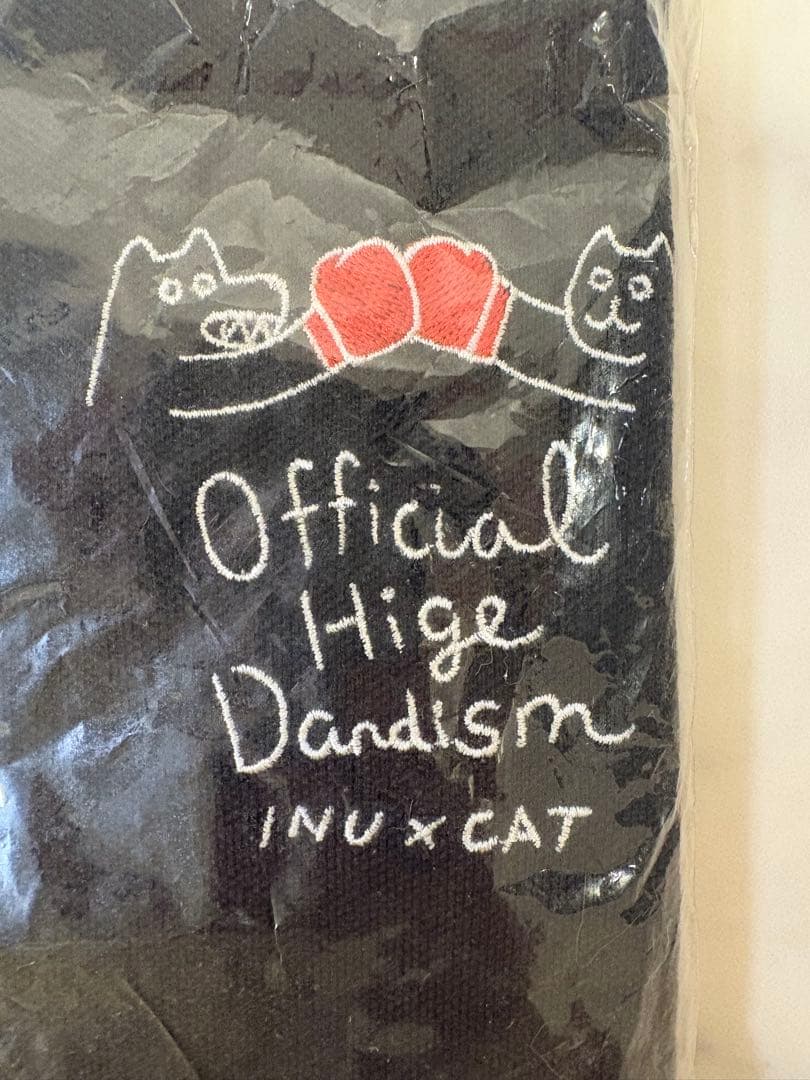 Official
Hige
Dandism
INU x CAT